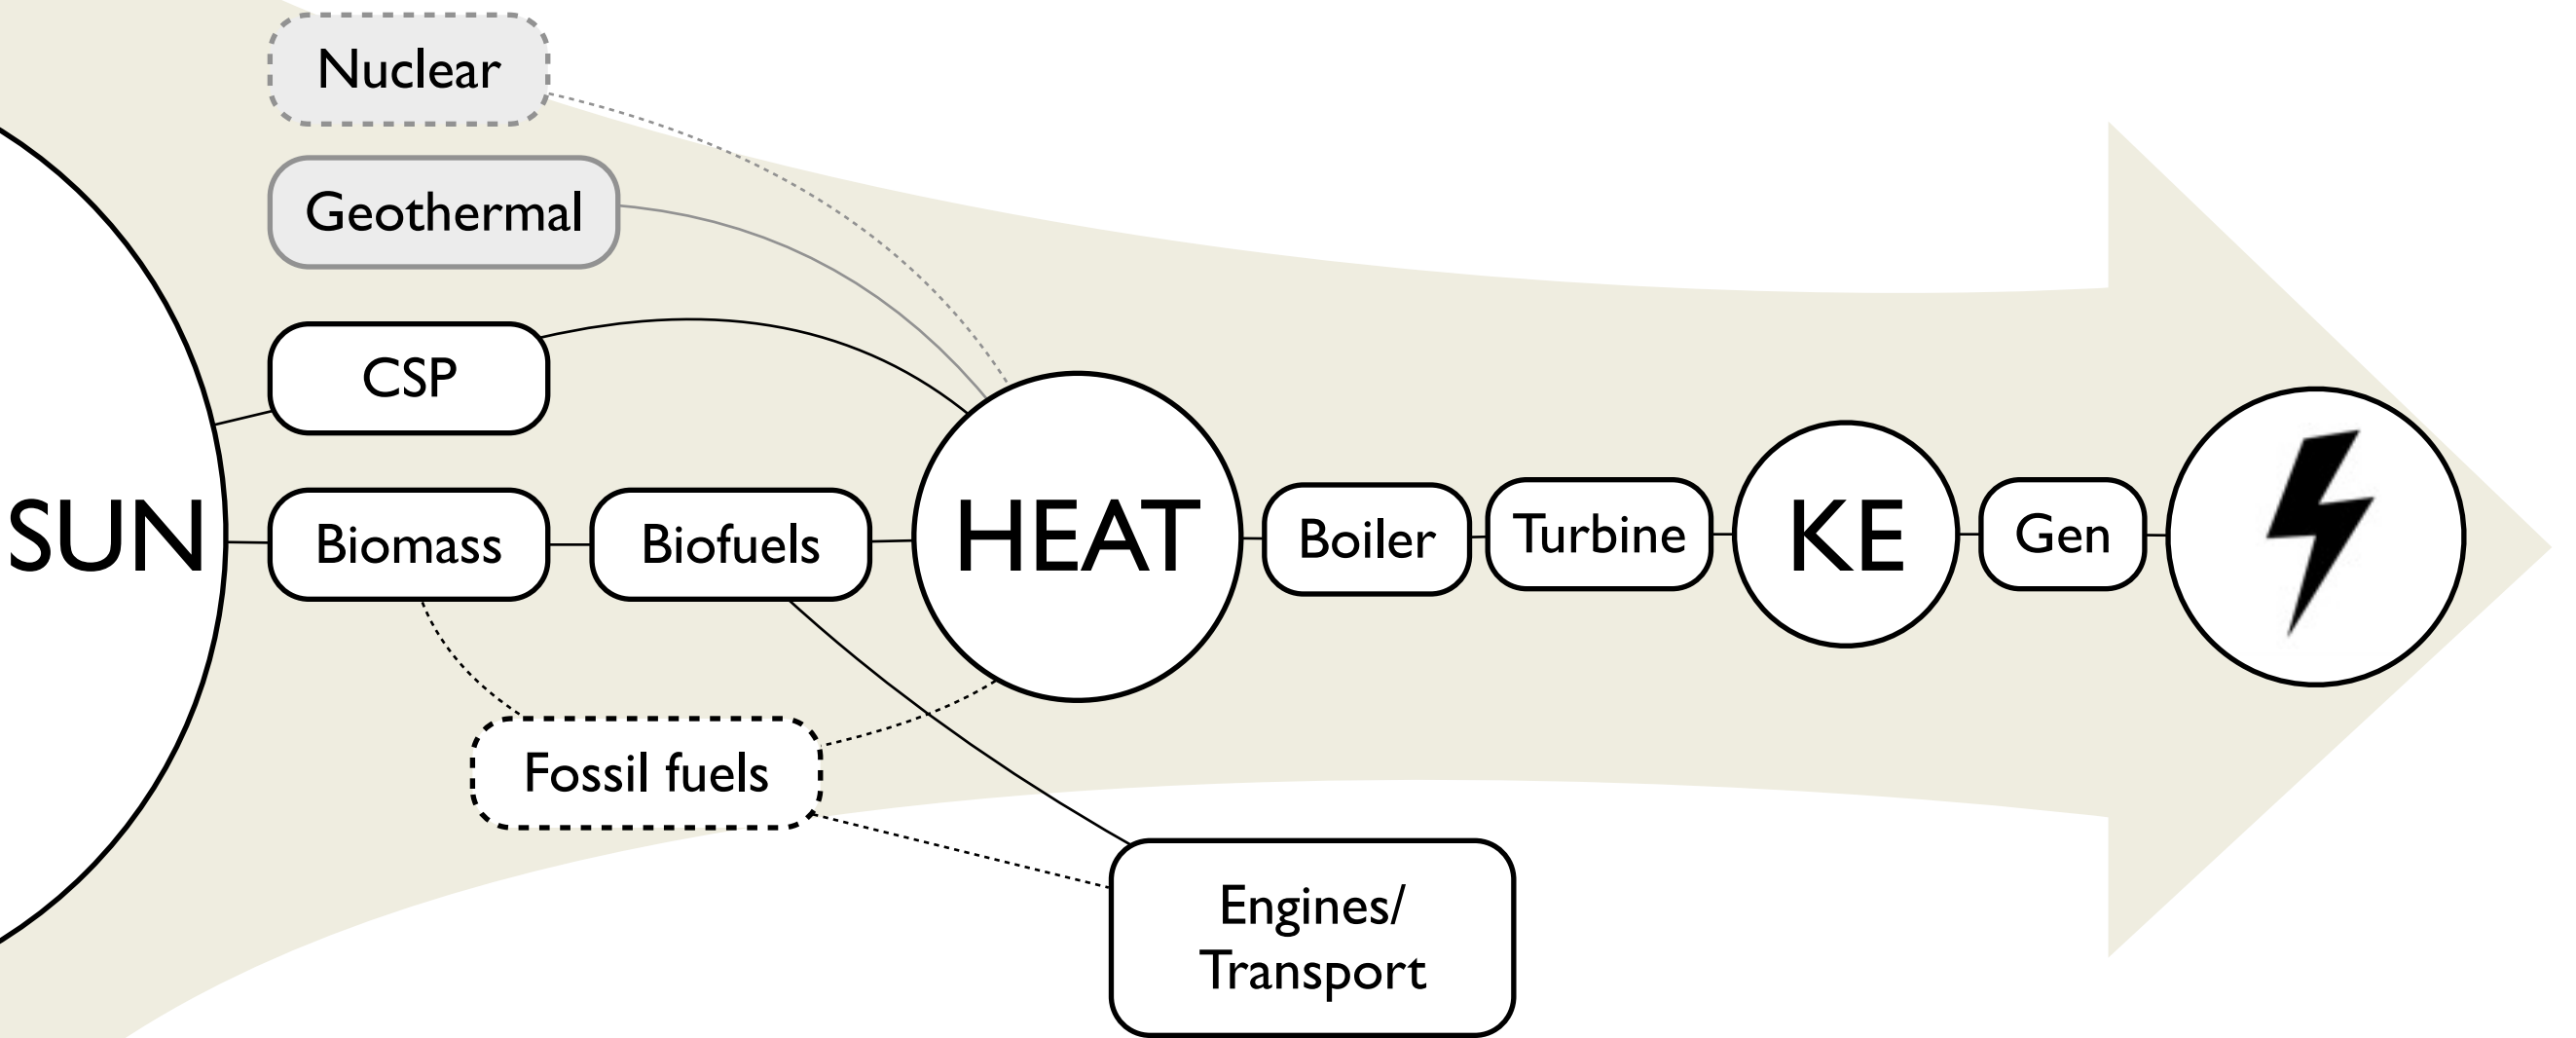 Nuclear
Geothermal
CSP
SUN
Biomass
Biofuels
HEAT
Boiler
Turbine
KE
Gen
Fossil fuels
Engines/
Transport